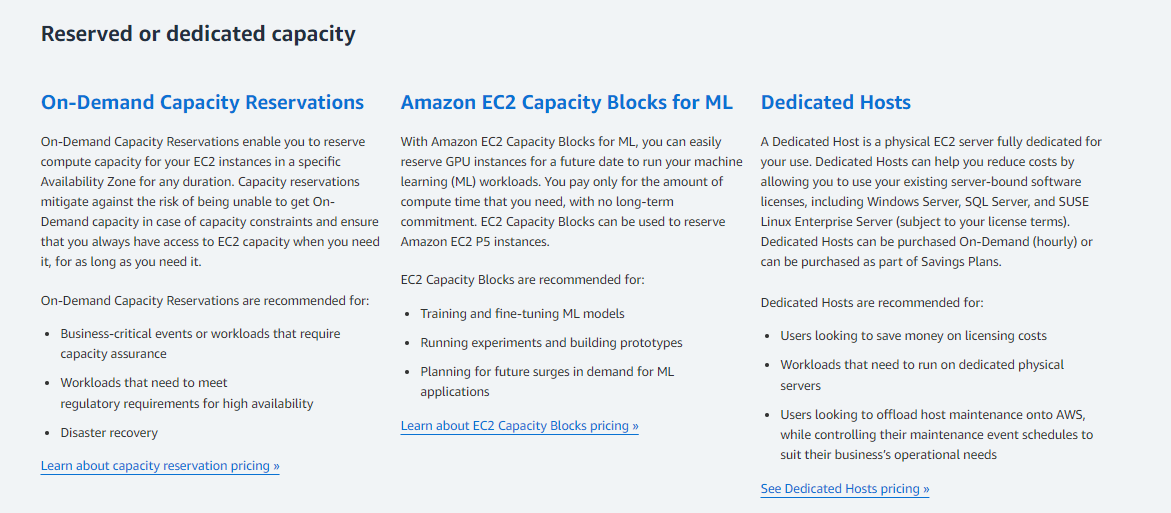 Reserved or dedicated capacity
On-Demand Capacity Reservations
On-Demand Capacity Reservations enable you to reserve
compute capacity for your EC2 instances in a specific
Availability Zone for any duration. Capacity reservations
mitigate against the risk of being unable to get On-
Demand capacity in case of capacity constraints and ensure
that you always have access to EC2 capacity when you need
it, for as long as you need it.
On-Demand Capacity Reservations are recommended for:
• Business-critical events or workloads that require
capacity assurance
• Workloads that need to meet
regulatory requirements for high availability
• Disaster recovery
Learn about capacity reservation pricing »
Amazon EC2 Capacity Blocks for ML
With Amazon EC2 Capacity Blocks for ML, you can easily
reserve GPU instances for a future date to run your machine
learning (ML) workloads. You pay only for the amount of
compute time that you need, with no long-term
commitment. EC2 Capacity Blocks can be used to reserve
Amazon EC2 P5 instances.
EC2 Capacity Blocks are recommended for:
• Training and fine-tuning ML models
• Running experiments and building prototypes
• Planning for future surges in demand for ML
applications
Learn about EC2 Capacity Blocks pricing »
Dedicated Hosts
A Dedicated Host is a physical EC2 server fully dedicated for
your use. Dedicated Hosts can help you reduce costs by
allowing you to use your existing server-bound software
licenses, including Windows Server, SQL Server, and SUSE
Linux Enterprise Server (subject to your license terms).
Dedicated Hosts can be purchased On-Demand (hourly) or
can be purchased as part of Savings Plans.
Dedicated Hosts are recommended for:
• Users looking to save money on licensing costs
• Workloads that need to run on dedicated physical
servers
• Users looking to offload host maintenance onto AWS,
while controlling their maintenance event schedules to
suit their business’s operational needs
See Dedicated Hosts pricing »